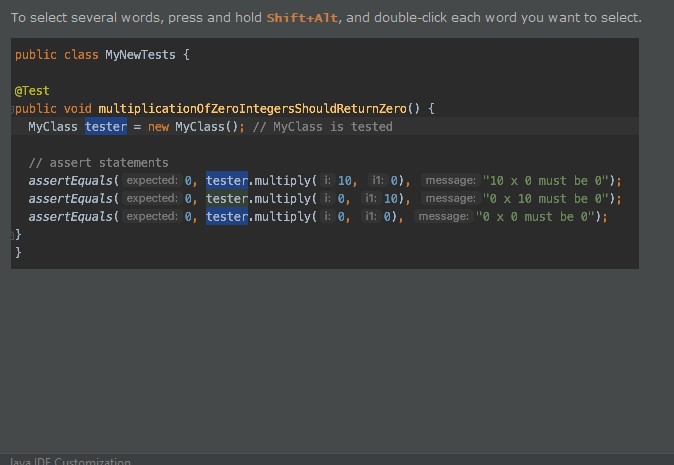 To select several words, press and hold Shift+Alt, and double-click each word you want to select.
public class MyNewTests {
@Test
public void multiplicationOfZeroIntegersShouldReturnZero() {
MyClass tester = new MyClass(); // MyClass is tested
// assert statements
assertEquals( expected: 0, tester.multiply( i: 10, i1: 0), message: "10 x 0 must be 0");
assertEquals( expected: 0, tester.multiply( i: 0, i1: 10), message: "0 x 10 must be 0");
assertEquals( expected: 0, tester.multiply( i: 0, i1: 0), message: "0 x 0 must be 0");
}
}
Java IDE Customization